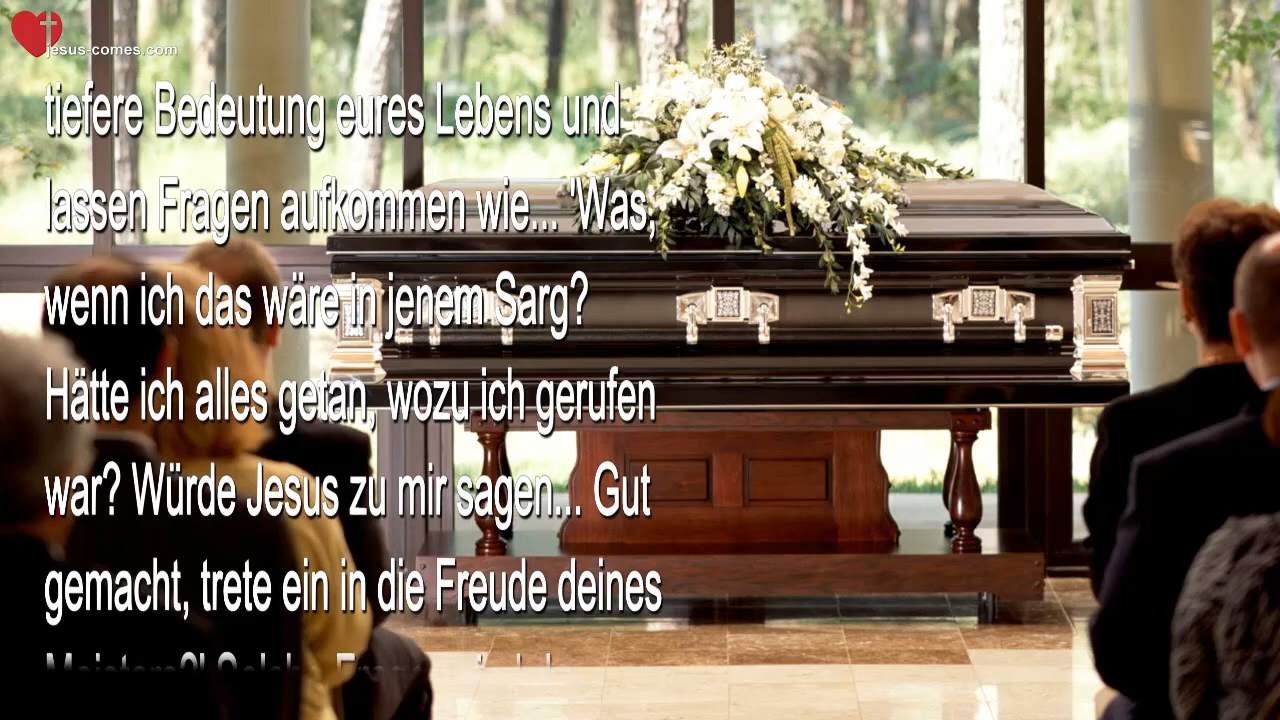 jesus-comes.com
tiefere Bedeutung eures Lebens und
lassen Fragen aufkommen wie... 'Was,
wenn ich das wäre in jenem Sarg?
Hätte ich alles getan, wozu ich gerufen
war? Würde Jesus zu mir sagen... Gut
gemacht, trete ein in die Freude deines